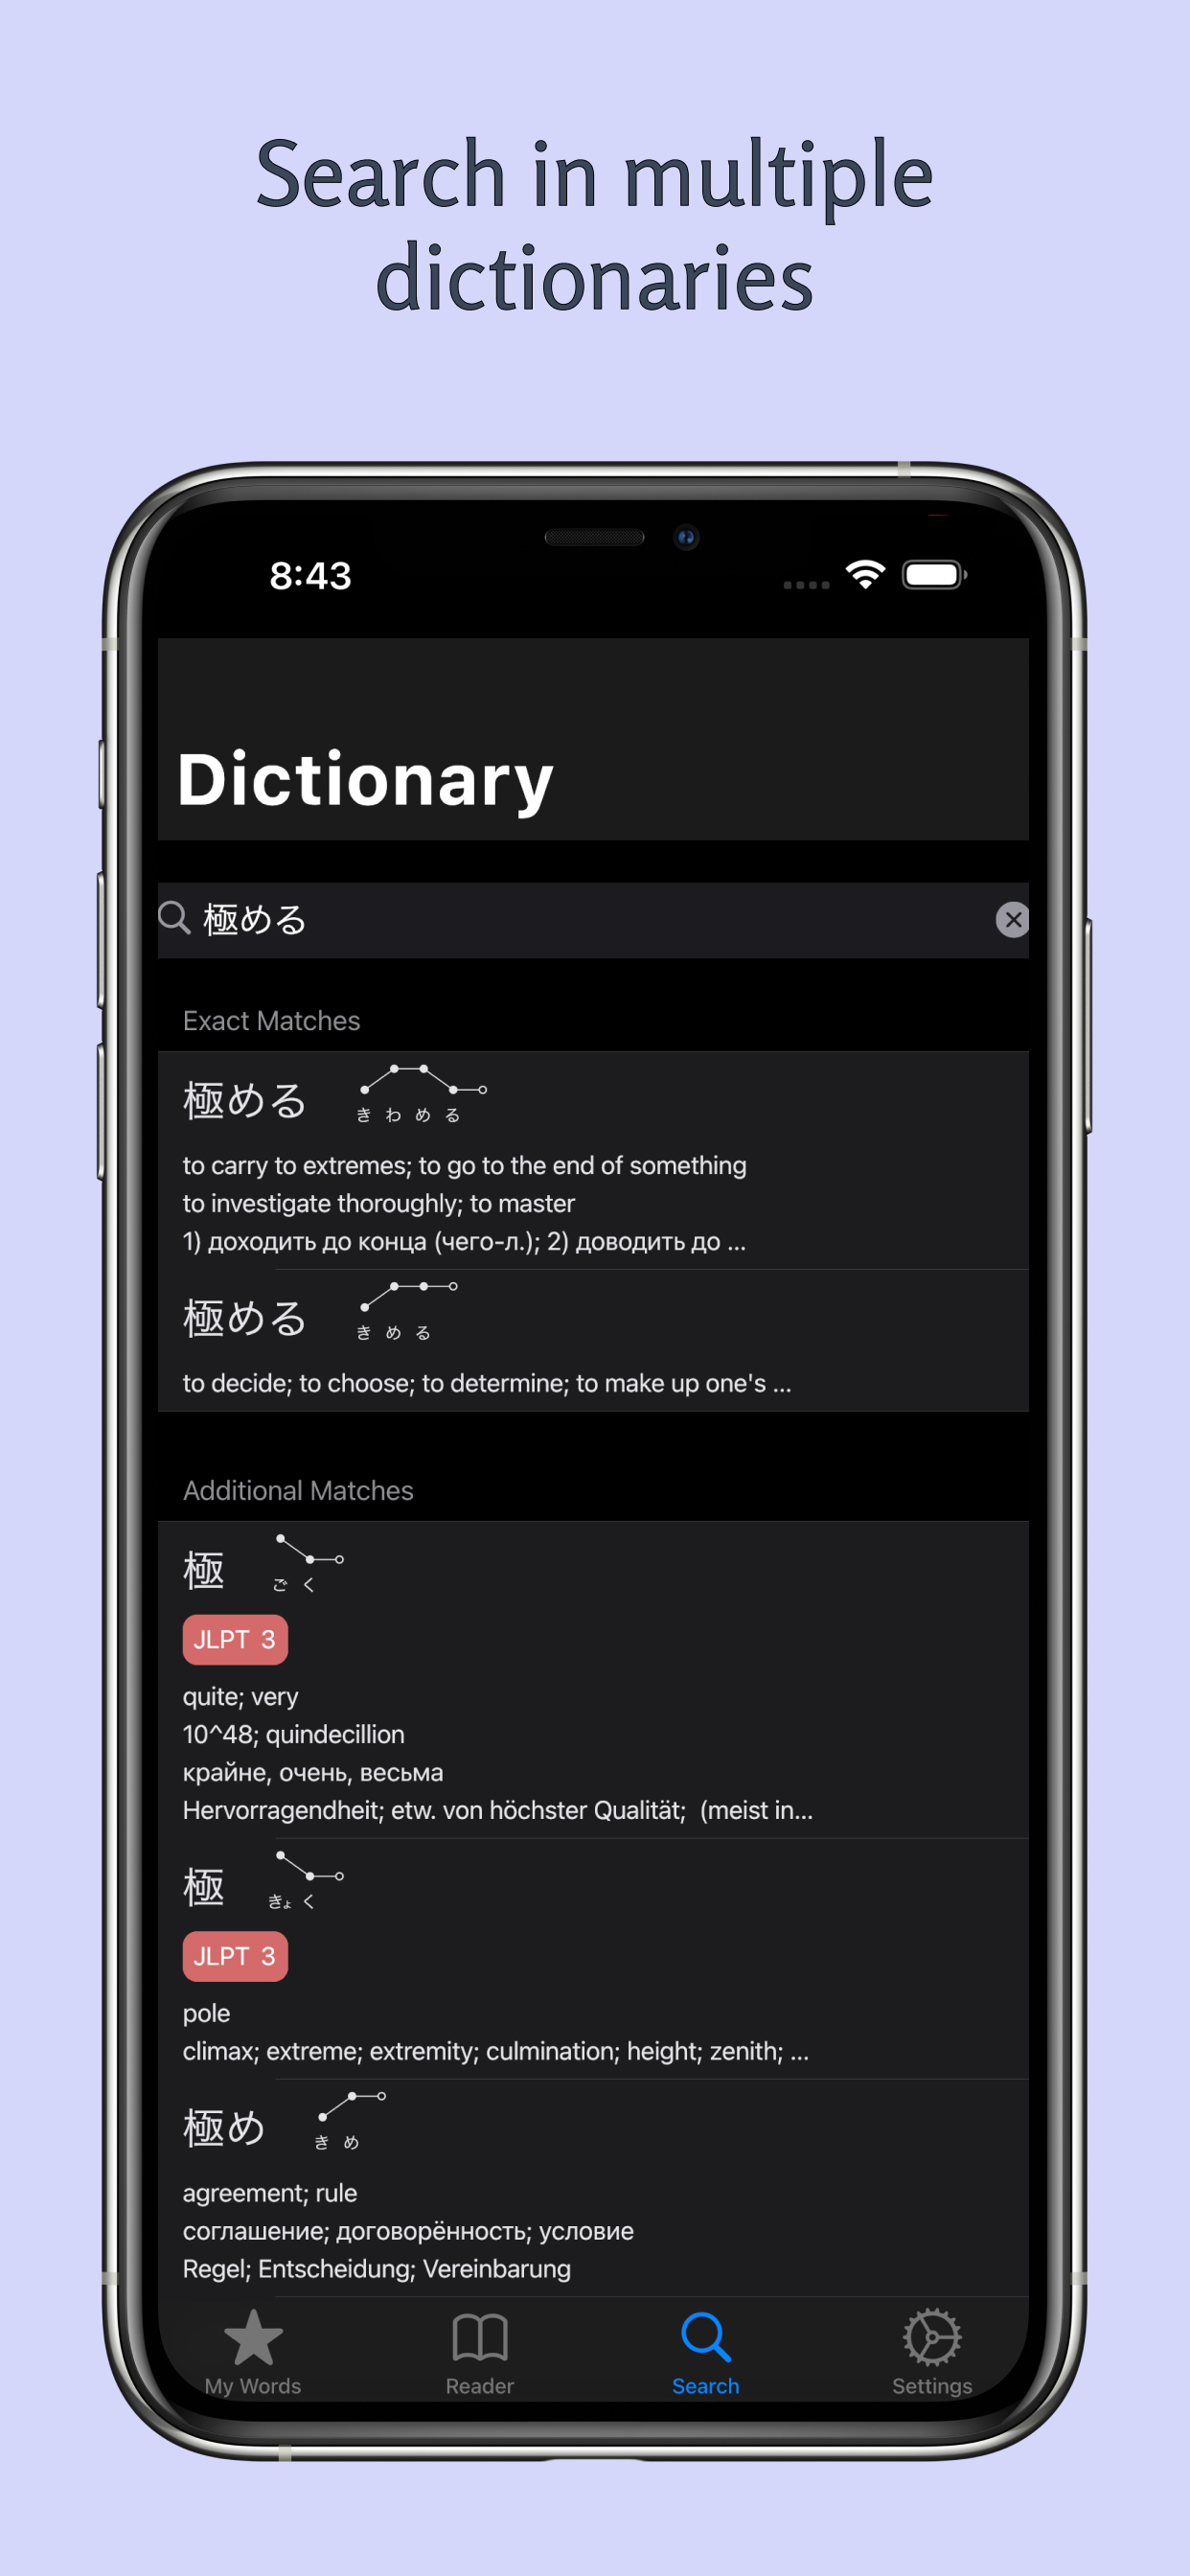 Search in multiple
dictionaries
8:43
Dictionary
極める
Exact Matches
極める きわめる
to carry to extremes; to go to the end of something
to investigate thoroughly; to master
1) доходить до конца (чего-л.); 2) доводить до ...
極める きめる
to decide; to choose; to determine; to make up one's ...
Additional Matches
極 ごく
JLPT 3
quite; very
10^48; quindecillion
крайне, очень, весьма
Hervorragendheit; etw. von höchster Qualität; (meist in...
極 きょく
JLPT 3
pole
climax; extreme; extremity; culmination; height; zenith; ...
極め きめ
agreement; rule
соглашение; договорённость; условие
Regel; Entscheidung; Vereinbarung
My Words Reader Search Settings